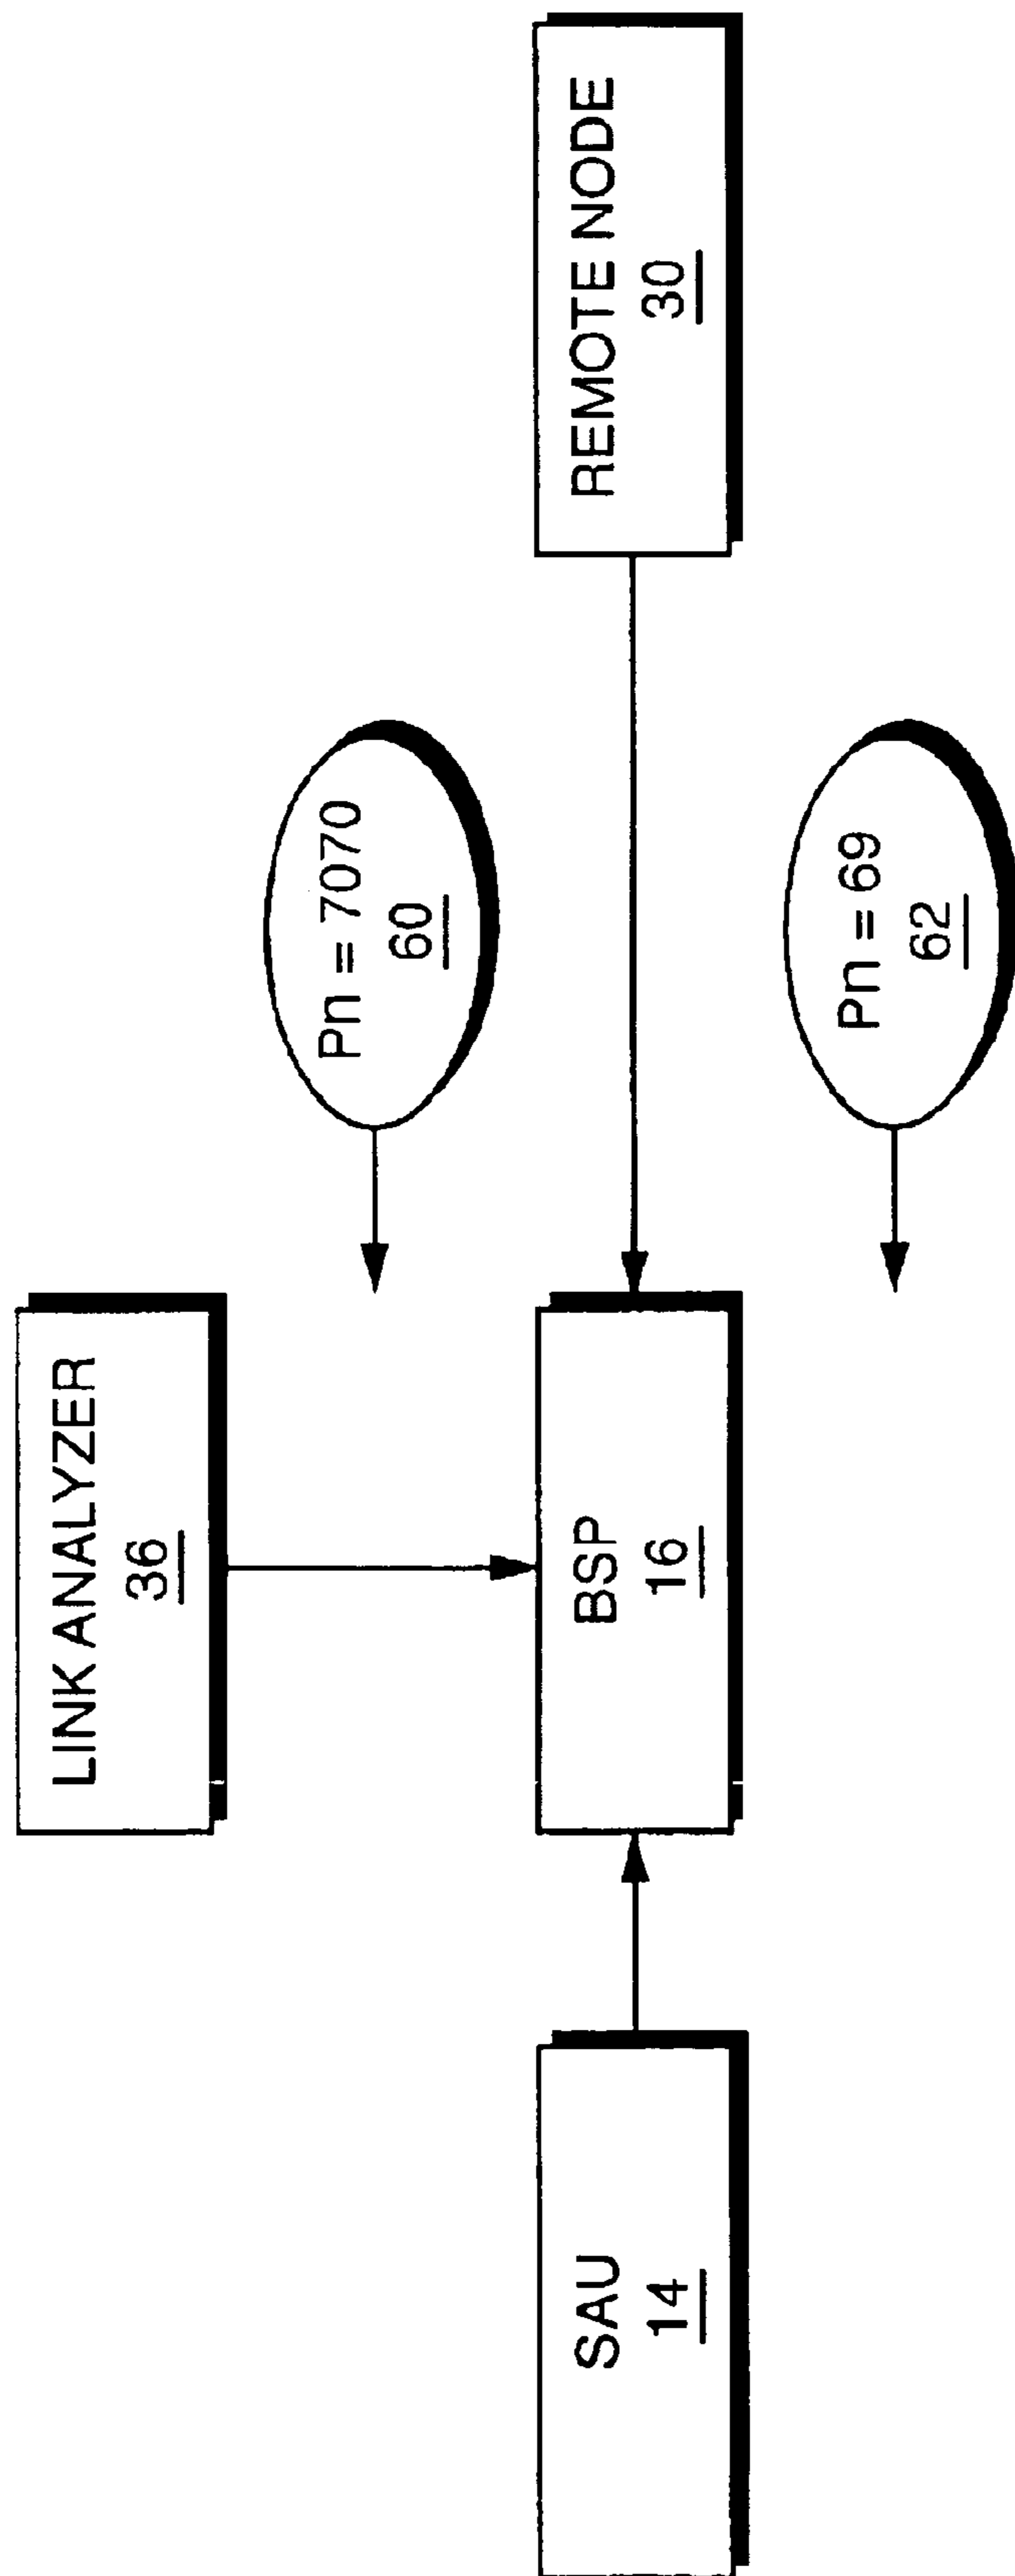 LINK ANALYZER
36
Pn = 7070
60
SAU
14
BSP
16
REMOTE NODE
30
Pn = 69
62